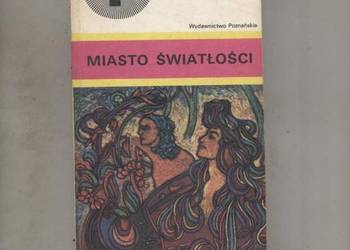 Wydawnictwo Poznańskie
MIASTO ŚWIATŁOŚCI